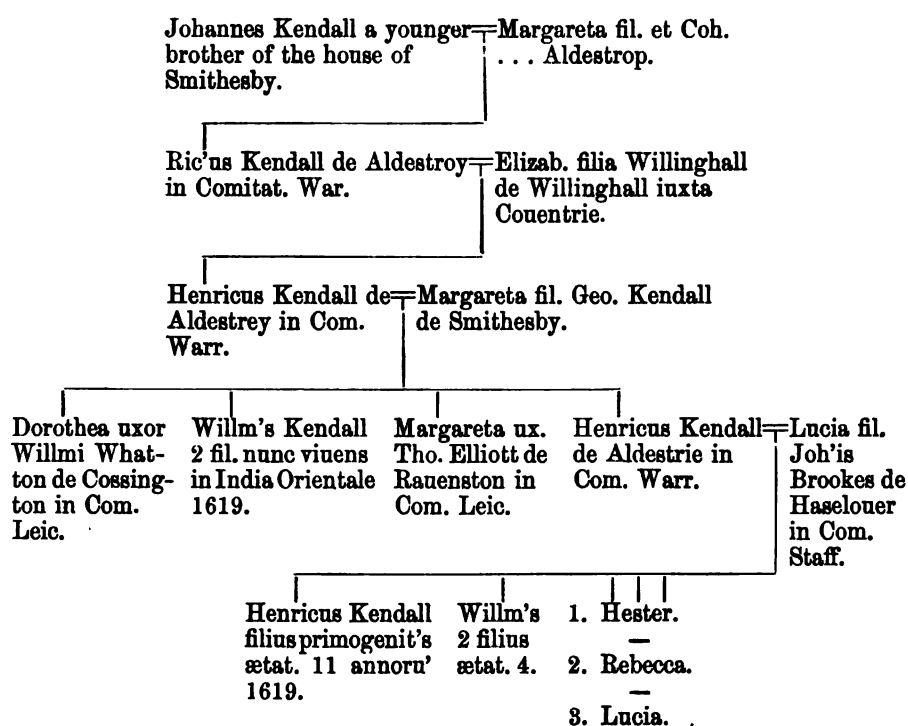 Johannes Kendall a younger
brother of the house of
Smithesby.
Margareta fil. et Coh.
. . . Aldestrop.
Ric'us Kendall de Aldestroy
in Comitat. War.
Elizab. filia Willinghall
de Willinghall iuxta
Couentrie.
Henricus Kendall de
Aldestrey in Com.
Warr.
Margareta fil. Geo. Kendall
de Smithesby.
Dorothea uxor
Willmi What-
ton de Cossing-
ton in Com.
Leic.
Willm's Kendall
2 fil. nunc viuens
in India Orientale
1619.
Margareta ux.
Tho. Elliott de
Rauenston in
Com. Leic.
Henricus Kendall
de Aldestrie in
Com. Warr.
Lucia fil.
Joh'is
Brookes de
Haselouer
in Com.
Staff.
Henricus Kendall
filius primogenit's
ætat. 11 annoru'
1619.
Willm's
2 filius
ætat. 4.
1. Hester.
—
2. Rebecca.
—
3. Lucia.